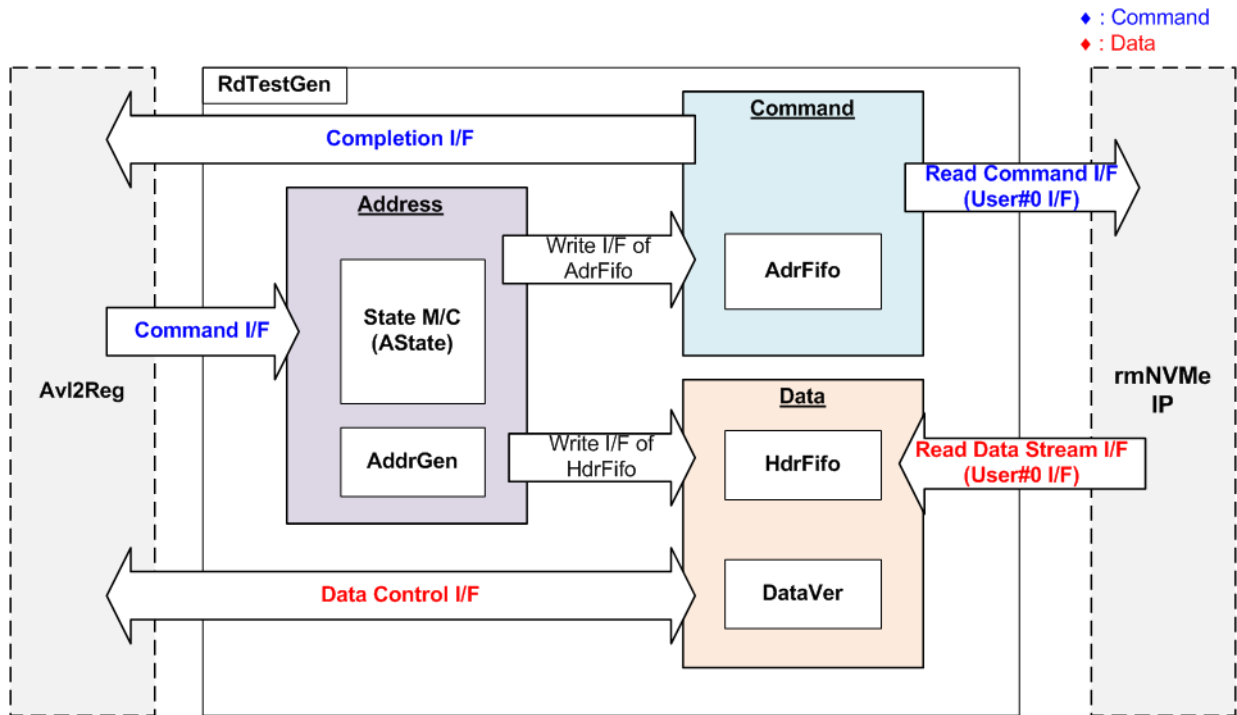 ♦ : Command
♦ : Data
RdTestGen
Command
Completion I/F
Read Command I/F
(User#0 I/F)
Address
Write I/F of
AdrFifo
AdrFifo
State M/C
(AState)
Command I/F
Avl2Reg
rmNVMe
IP
Data
Write I/F of
HdrFifo
AddrGen
HdrFifo
Read Data Stream I/F
(User#0 I/F)
Data Control I/F
DataVer